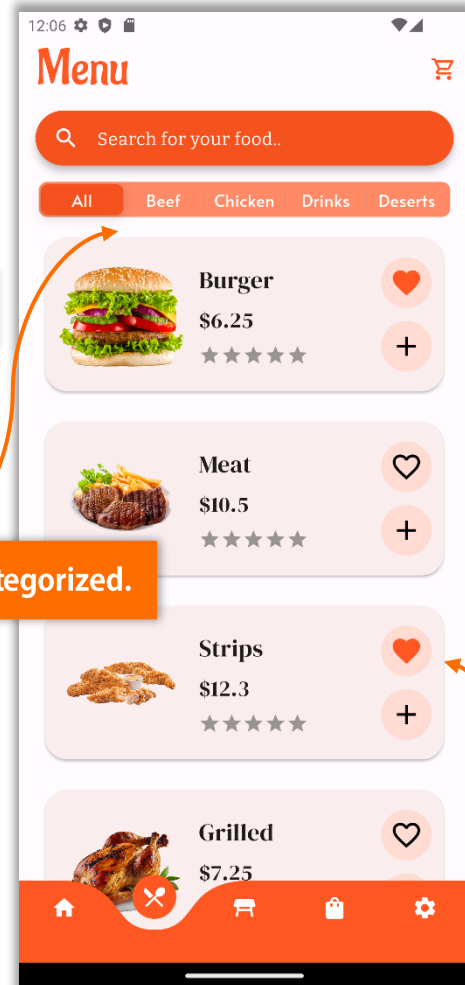 12:06
Menu
Search for your food..
All Beef Chicken Drinks Deserts
Burger
$6.25
Meat
$10.5
tegorized.
Strips
$12.3
Grilled
$7.25